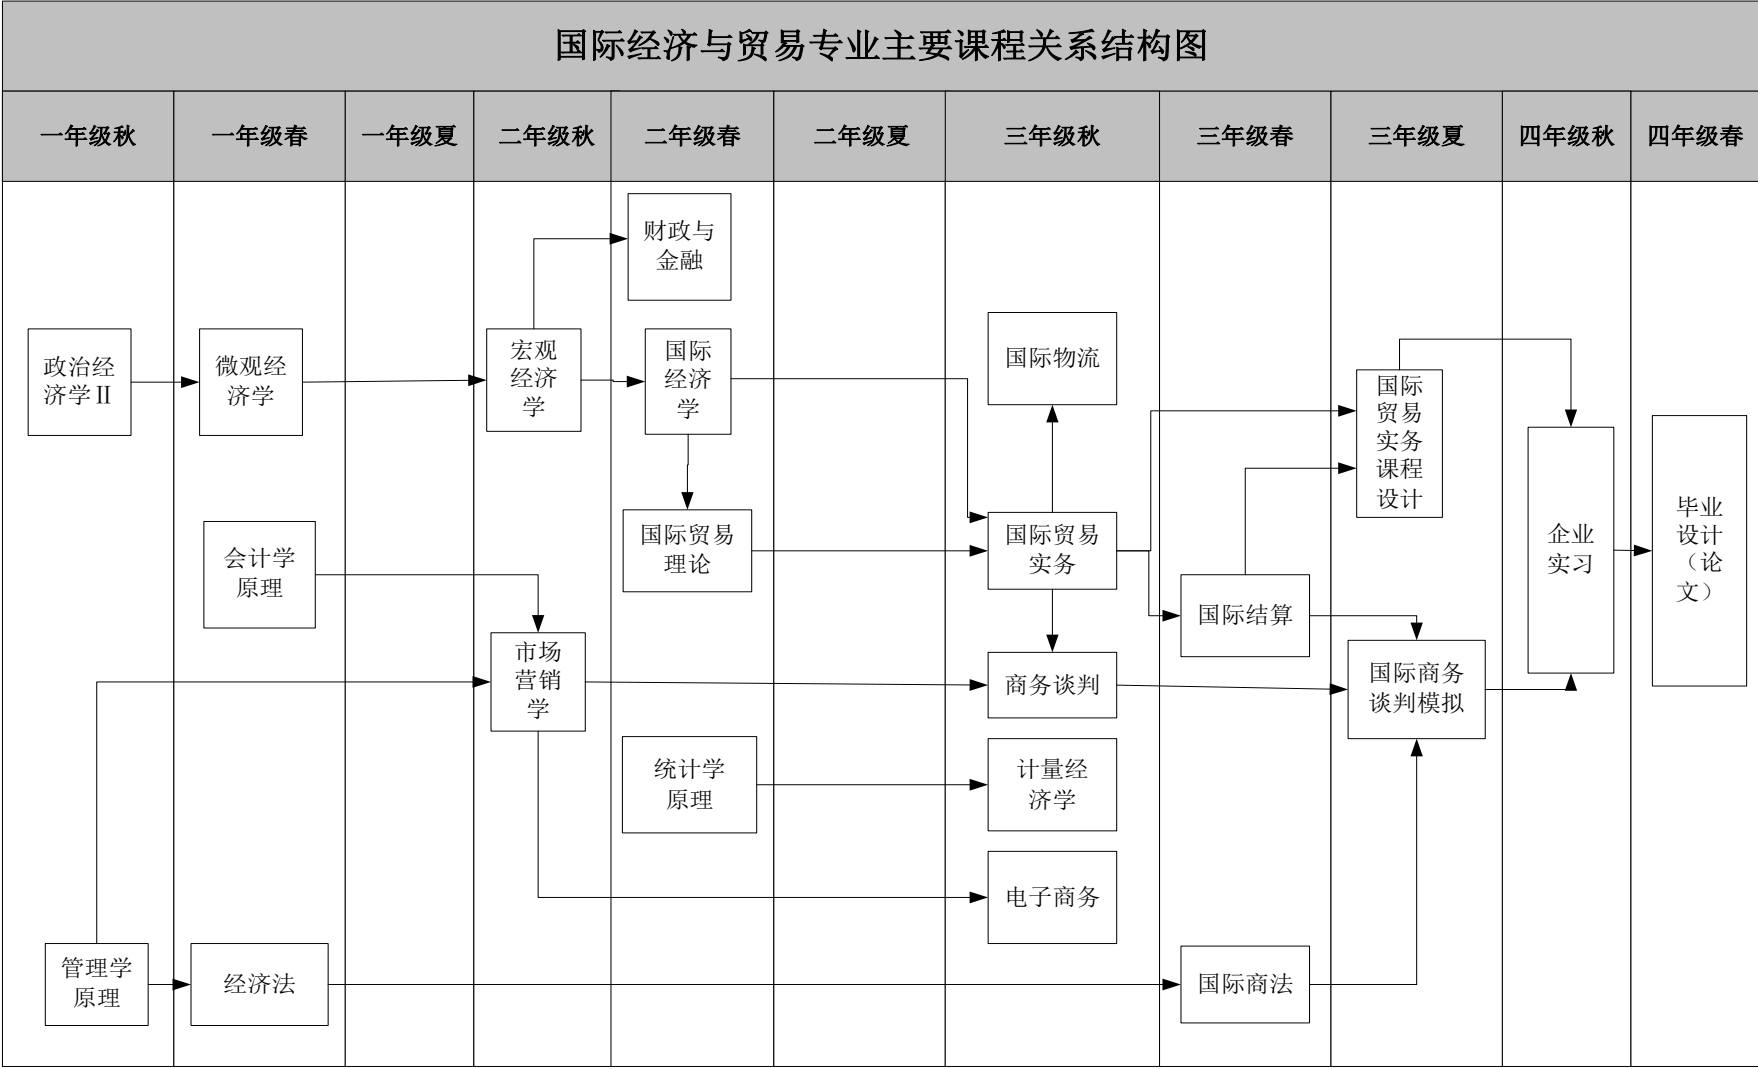 国际经济与贸易专业主要课程关系结构图
一年级秋
一年级春
一年级夏
二年级秋
二年级春
二年级夏
三年级秋
三年级春
三年级夏
四年级秋
四年级春
政治经
济学Ⅱ
管理学
原理
微观经
济学
会计学
原理
经济法
宏观
经济
学
市场
营销
学
财政与
金融
国际
经济
学
国际贸易
理论
统计学
原理
国际物流
国际贸易
实务
商务谈判
计量经
济学
电子商务
国际结算
国际商法
国际
贸易
实务
课程
设计
国际商务
谈判模拟
企业
实习
毕业
设计
（论
文）